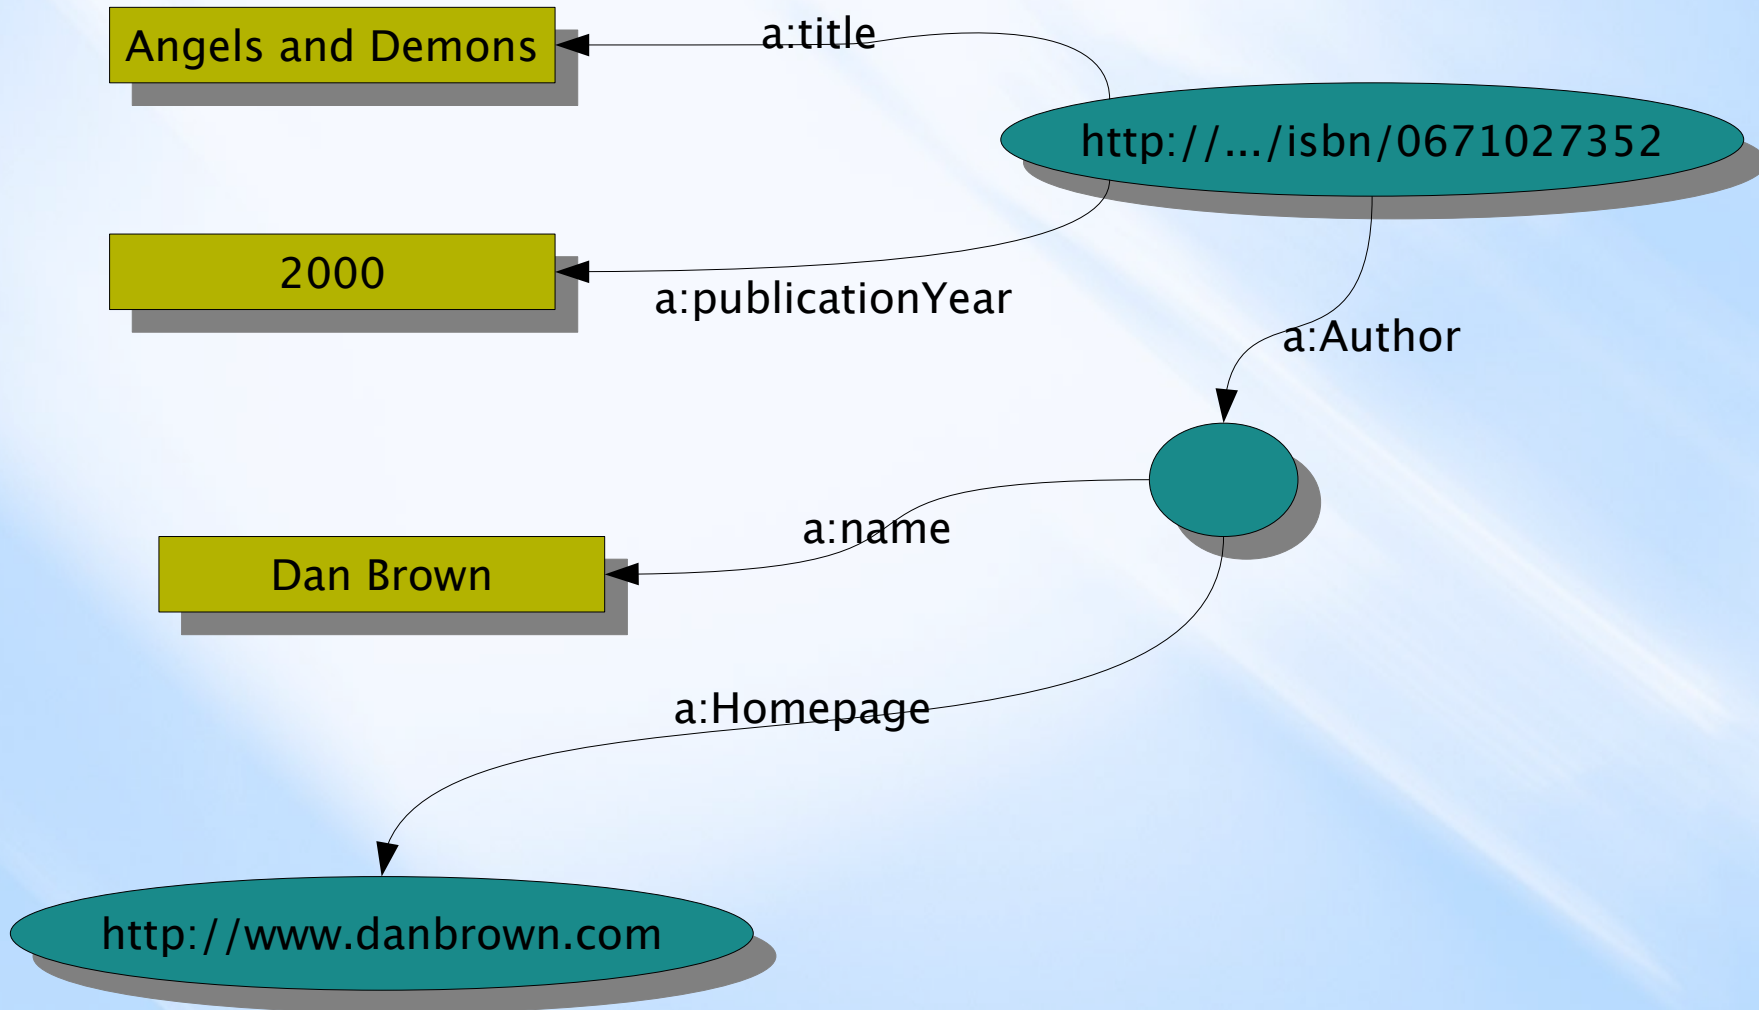 Angels and Demons
a:title
http://.../isbn/0671027352
2000
a:publicationYear
a:Author
a:name
Dan Brown
a:Homepage
http://www.danbrown.com